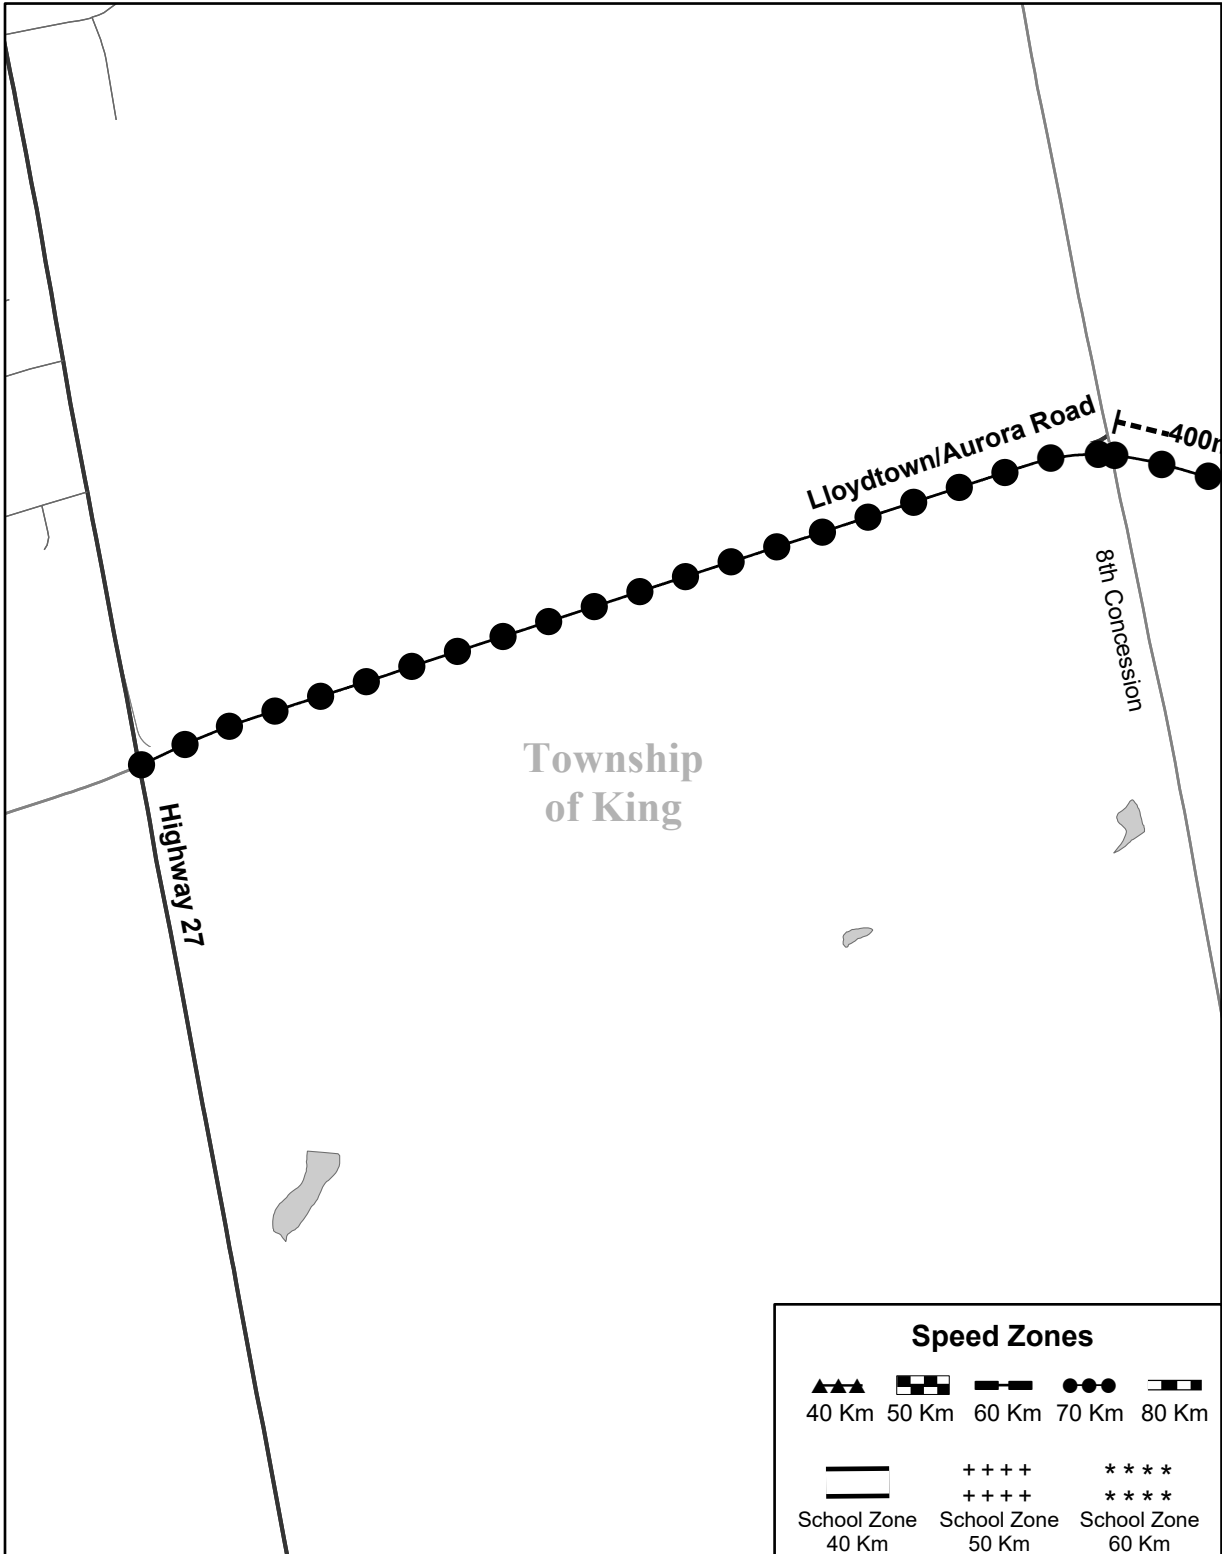 Lloydtown/Aurora Road
400m
8th Concession
Township
of King
Highway 27
Speed Zones
40 Km 50 Km 60 Km 70 Km 80 Km
++++ ****
++++ ****
School Zone School Zone School Zone
40 Km 50 Km 60 Km